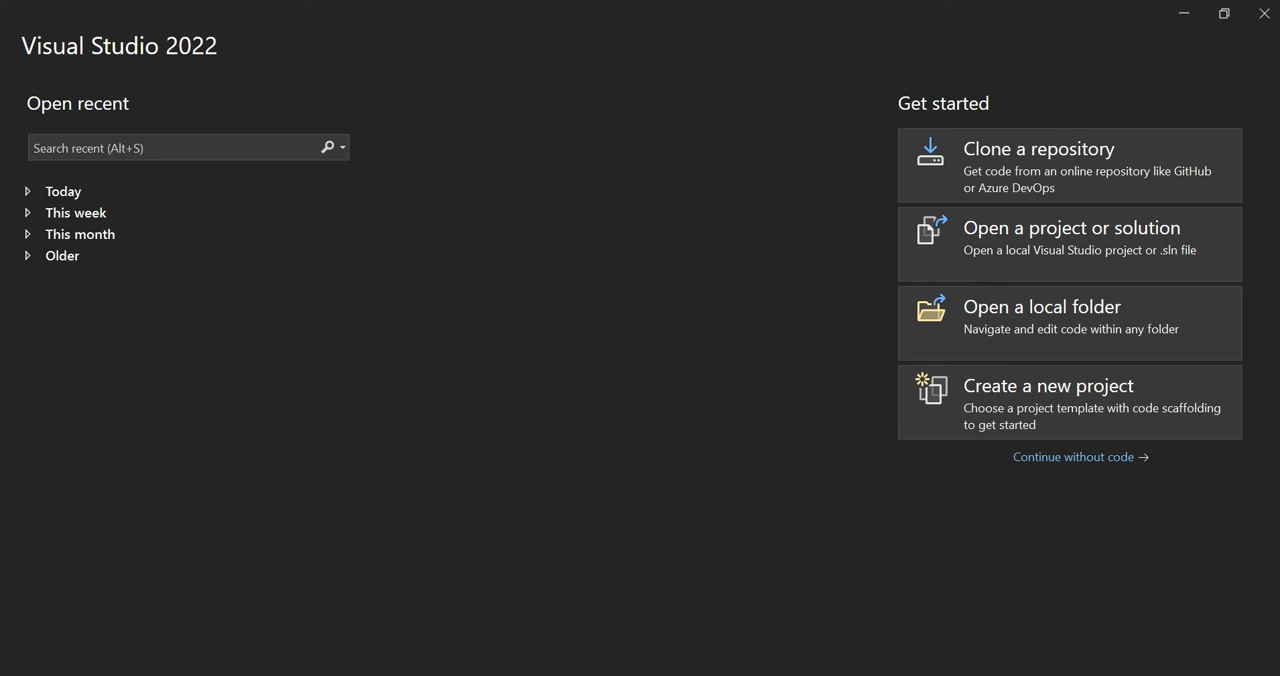 Visual Studio 2022
Open recent
Search recent (Alt+S)
Today
This week
This month
Older
Get started
Clone a repository
Get code from an online repository like GitHub
or Azure DevOps
Open a project or solution
Open a local Visual Studio project or .sln file
Open a local folder
Navigate and edit code within any folder
Create a new project
Choose a project template with code scaffolding
to get started
Continue without code →